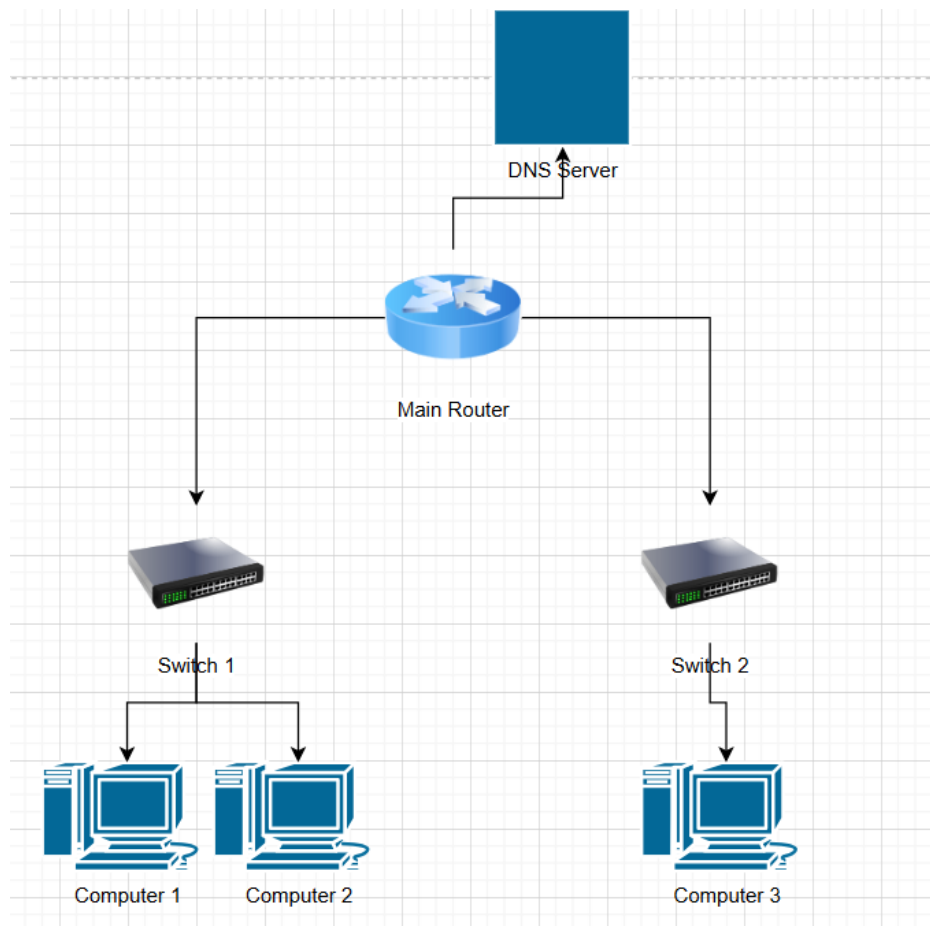 DNS Server
Main Router
Switch 1
Switch 2
Computer 1
Computer 2
Computer 3